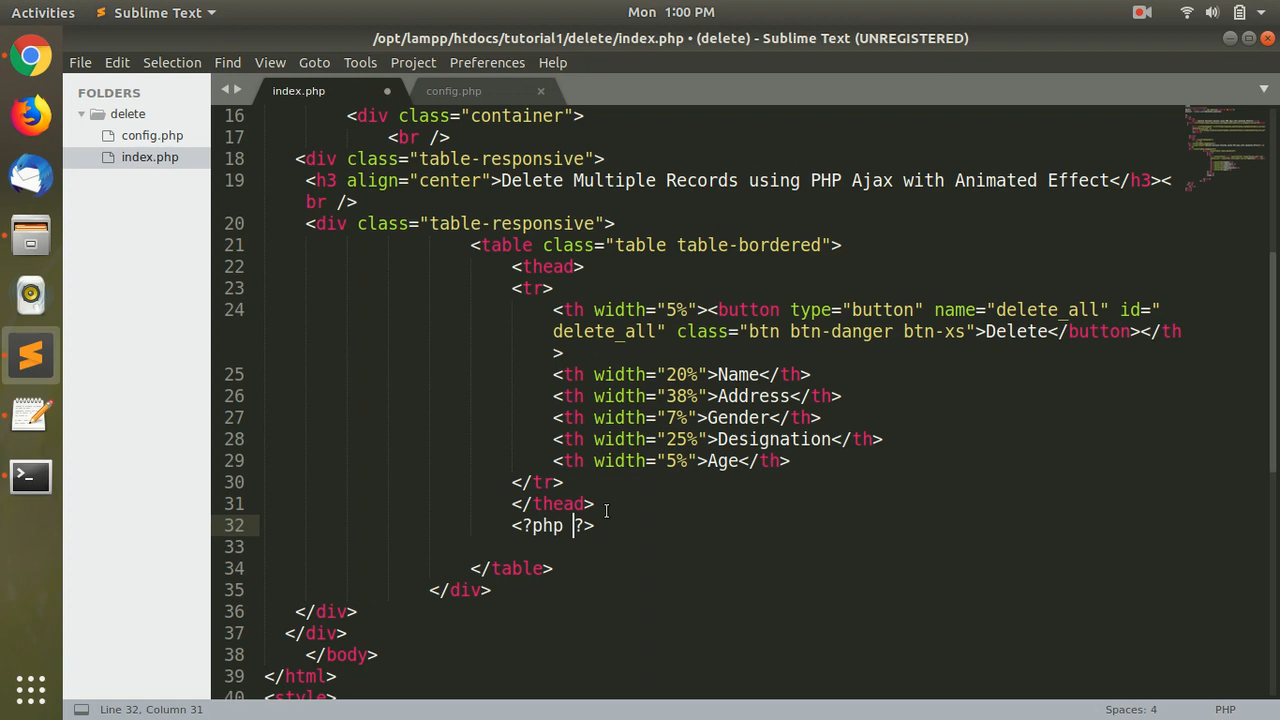 Activities Sublime Text Mon 1:00 PM
/opt/lampp/htdocs/tutorial1/delete/index.php • (delete) - Sublime Text (UNREGISTERED)
File Edit Selection Find View Goto Tools Project Preferences Help
FOLDERS
delete
config.php
index.php
index.php config.php
16 <div class="container">
17 <br />
18 <div class="table-responsive">
19 <h3 align="center">Delete Multiple Records using PHP Ajax with Animated Effect</h3><
br />
20 <div class="table-responsive">
21 <table class="table table-bordered">
22 <thead>
23 <tr>
24 <th width="5%"><button type="button" name="delete_all" id="
delete_all" class="btn btn-danger btn-xs">Delete</button></th
>
25 <th width="20%">Name</th>
26 <th width="38%">Address</th>
27 <th width="7%">Gender</th>
28 <th width="25%">Designation</th>
29 <th width="5%">Age</th>
30 </tr>
31 </thead>
32 <?php ?>
33
34 </table>
35 </div>
36 </div>
37 </div>
38 </body>
39 </html>
40 <style>
Line 32, Column 31 Spaces: 4 PHP